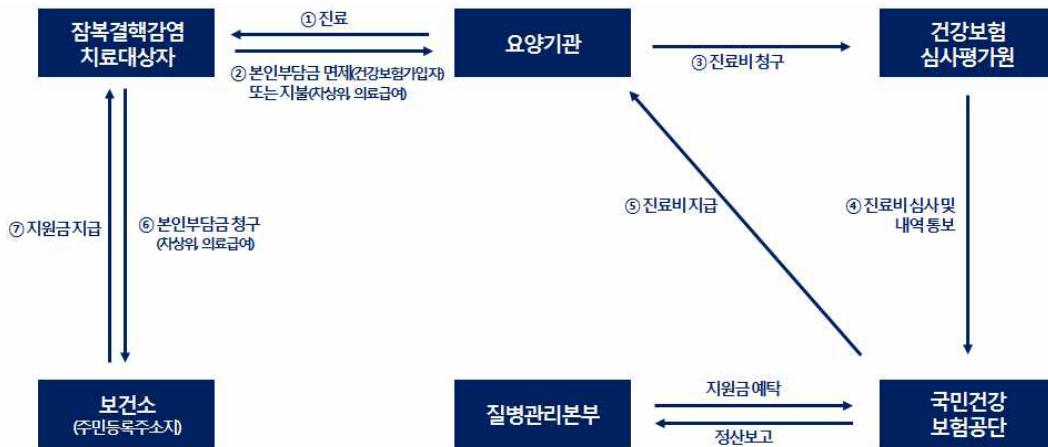 잠복결핵감염
치료대상자
① 진료
② 본인부담금 면제(건강보험가입자)
또는 지불(차상위, 의료급여)
요양기관
③ 진료비 청구
건강보험
심사평가원
④ 진료비 심사 및
내역 통보
⑤ 진료비 지급
⑥ 본인부담금 청구
(차상위, 의료급여)
⑦ 지원금 지급
보건소
(주민등록주소지)
질병관리본부
지원금 예탁
정산보고
국민건강
보험공단